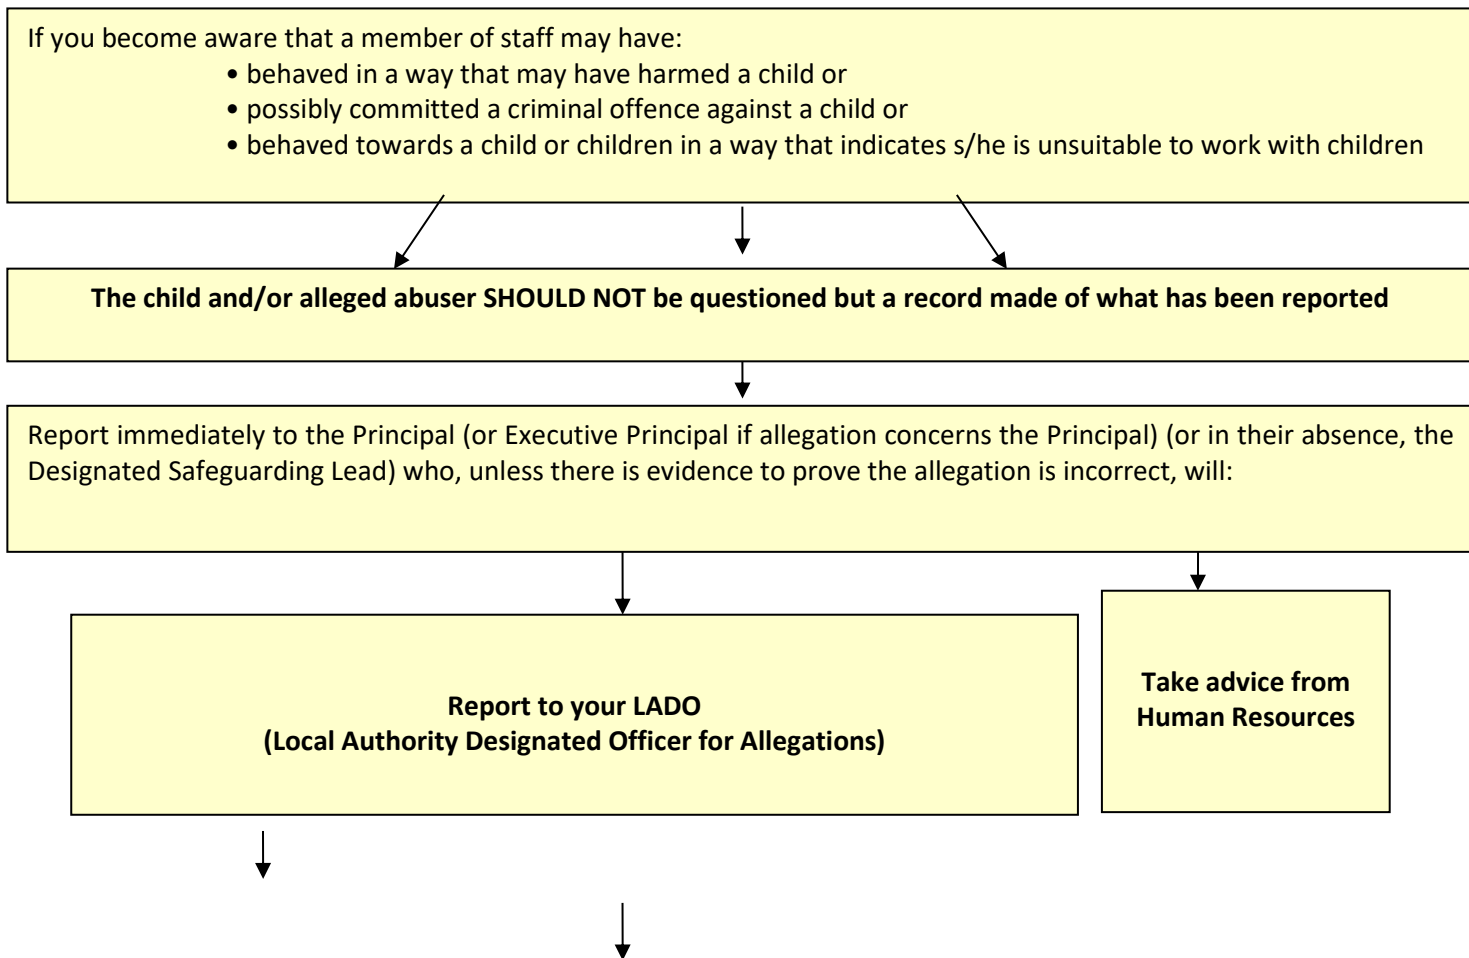 If you become aware that a member of staff may have:
• behaved in a way that may have harmed a child or
• possibly committed a criminal offence against a child or
• behaved towards a child or children in a way that indicates s/he is unsuitable to work with children
The child and/or alleged abuser SHOULD NOT be questioned but a record made of what has been reported
Report immediately to the Principal (or Executive Principal if allegation concerns the Principal) (or in their absence, the
Designated Safeguarding Lead) who, unless there is evidence to prove the allegation is incorrect, will:
Report to your LADO
(Local Authority Designated Officer for Allegations)
Take advice from
Human Resources